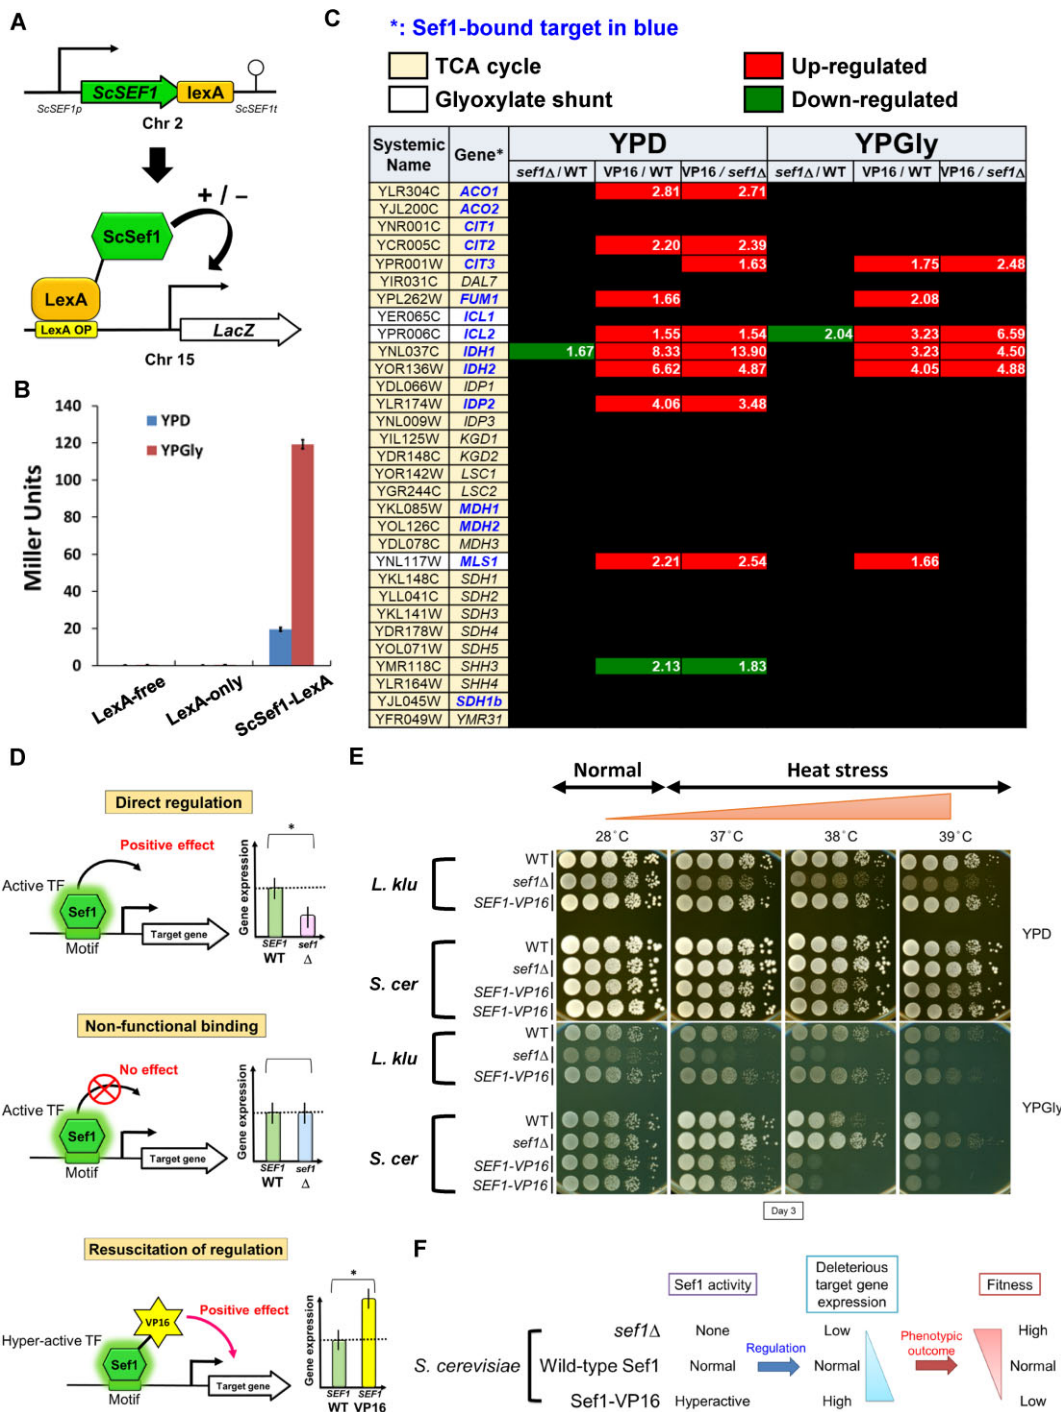 A
ScSEF1
lexA
ScSEF1p
ScSEF1t
Chr 2
+ / –
ScSef1
LexA
LexA OP
LacZ
Chr 15
B
140
120
100
80
60
40
20
0
Miller Units
YPD
YPGly
LexA-free
LexA-only
ScSef1-LexA
C
*: Sef1-bound target in blue
TCA cycle
Up-regulated
Glyoxylate shunt
Down-regulated
Systemic Name Gene* YPD YPGly
sef1Δ / WT VP16 / WT VP16 / sef1Δ sef1Δ / WT VP16 / WT VP16 / sef1Δ
YLR304C ACO1 2.81 2.71
YJL200C ACO2
YNR001C CIT1
YCR005C CIT2 2.20 2.39
YPR001W CIT3 1.63 1.75 2.48
YIR031C DAL7
YPL262W FUM1 1.66 2.08
YER065C ICL1
YPR006C ICL2 1.55 1.54 2.04 3.23 6.59
YNL037C IDH1 1.67 8.33 13.90 3.23 4.50
YOR136W IDH2 6.62 4.87 4.05 4.88
YDL066W IDP1
YLR174W IDP2 4.06 3.48
YNL009W IDP3
YIL125W KGD1
YDR148C KGD2
YOR142W LSC1
YGR244C LSC2
YKL085W MDH1
YOL126C MDH2
YDL078C MDH3
YNL117W MLS1 2.21 2.54 1.66
YKL148C SDH1
YLL041C SDH2
YKL141W SDH3
YDR178W SDH4
YOL071W SDH5
YMR118C SHH3 2.13 1.83
YLR164W SHH4
YJL045W SDH1b
YFR049W YMR31
D
Direct regulation
Positive effect
Active TF
Sef1
Motif
Target gene
Gene expression
*
SEF1 sef1
WT Δ
Non-functional binding
No effect
Active TF
Sef1
Motif
Target gene
Gene expression
SEF1 sef1
WT Δ
Resuscitation of regulation
VP16
Positive effect
Hyper-active TF
Sef1
Motif
Target gene
Gene expression
*
SEF1 SEF1
WT VP16
E
Normal Heat stress
28°C 37°C 38°C 39°C
L. klu
WT
sef1Δ
SEF1-VP16
S. cer
WT
sef1Δ
SEF1-VP16
SEF1-VP16
YPD
L. klu
WT
sef1Δ
SEF1-VP16
S. cer
WT
sef1Δ
SEF1-VP16
SEF1-VP16
YPGly
Day 3
F
Sef1 activity
Deleterious target gene expression
Fitness
S. cerevisiae
sef1Δ None Low High
Wild-type Sef1 Normal Regulation Normal Phenotypic outcome Normal
Sef1-VP16 Hyperactive High Low